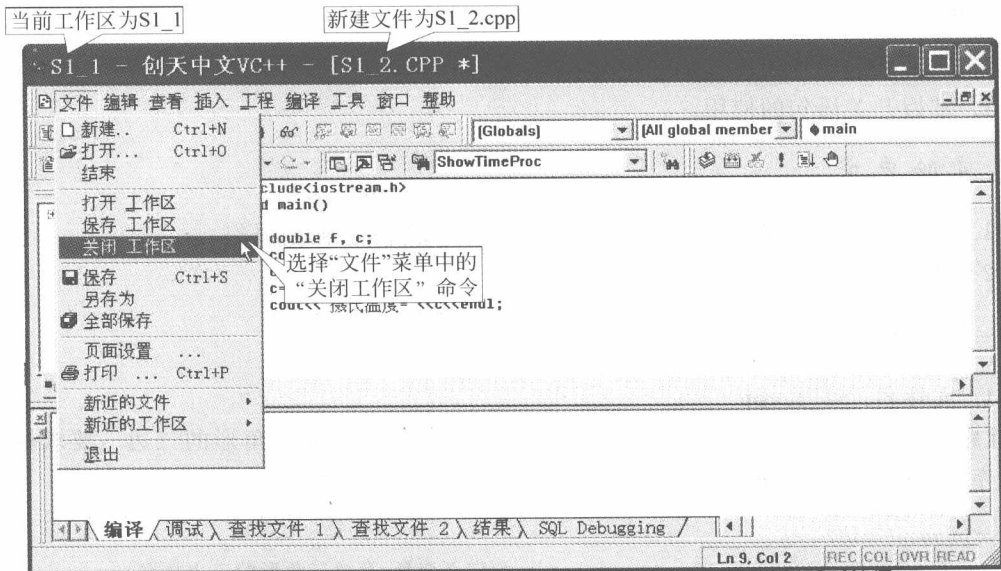 当前工作区为S1_1
新建文件为S1_2.cpp
S1_1 - 创天中文VC++ - [S1_2.CPP *]
文件 编辑 查看 插入 工程 编译 工具 窗口 整助
新建.. Ctrl+N
[Globals]
[All global member
main
打开... Ctrl+O
ShowTimeProc
结束
clude<iostream.h>
打开 工作区
d main()
保存 工作区
关闭 工作区
double f, c;
选择“文件”菜单中的
“关闭工作区”命令
保存 Ctrl+S
c=
另存为
cout<< 摄氏温度= <<c<<endl;
全部保存
页面设置 ...
打印 ... Ctrl+P
新近的文件
新近的工作区
退出
编译 调试 查找文件 1 查找文件 2 结果 SQL Debugging
Ln 9, Col 2 REC COL OVR READ